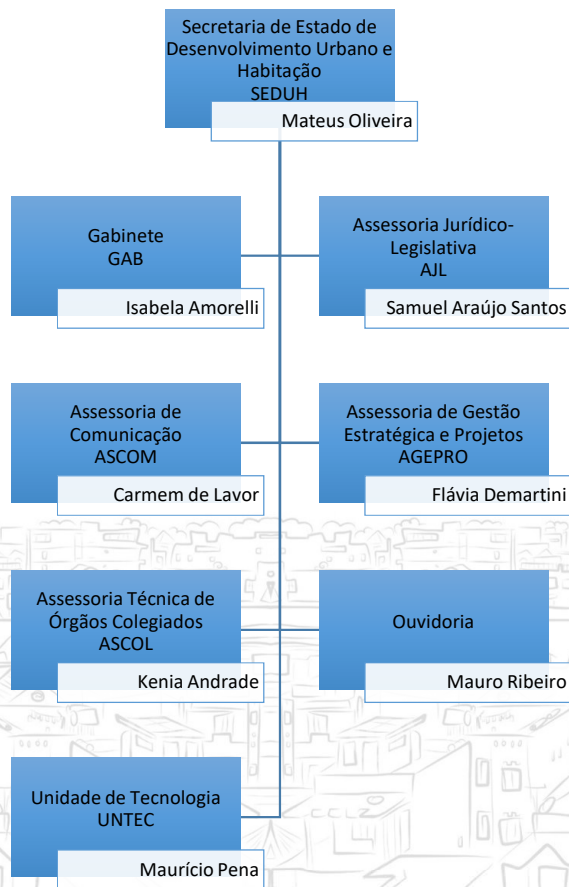 Secretaria de Estado de
Desenvolvimento Urbano e
Habitação
SEDUH
Mateus Oliveira
Gabinete
GAB
Isabela Amorelli
Assessoria Jurídico-
Legislativa
AJL
Samuel Araújo Santos
Assessoria de
Comunicação
ASCOM
Carmem de Lavor
Assessoria de Gestão
Estratégica e Projetos
AGEPRO
Flávia Demartini
Assessoria Técnica de
Órgãos Colegiados
ASCOL
Kenia Andrade
Ouvidoria
Mauro Ribeiro
Unidade de Tecnologia
UNTEC
Maurício Pena